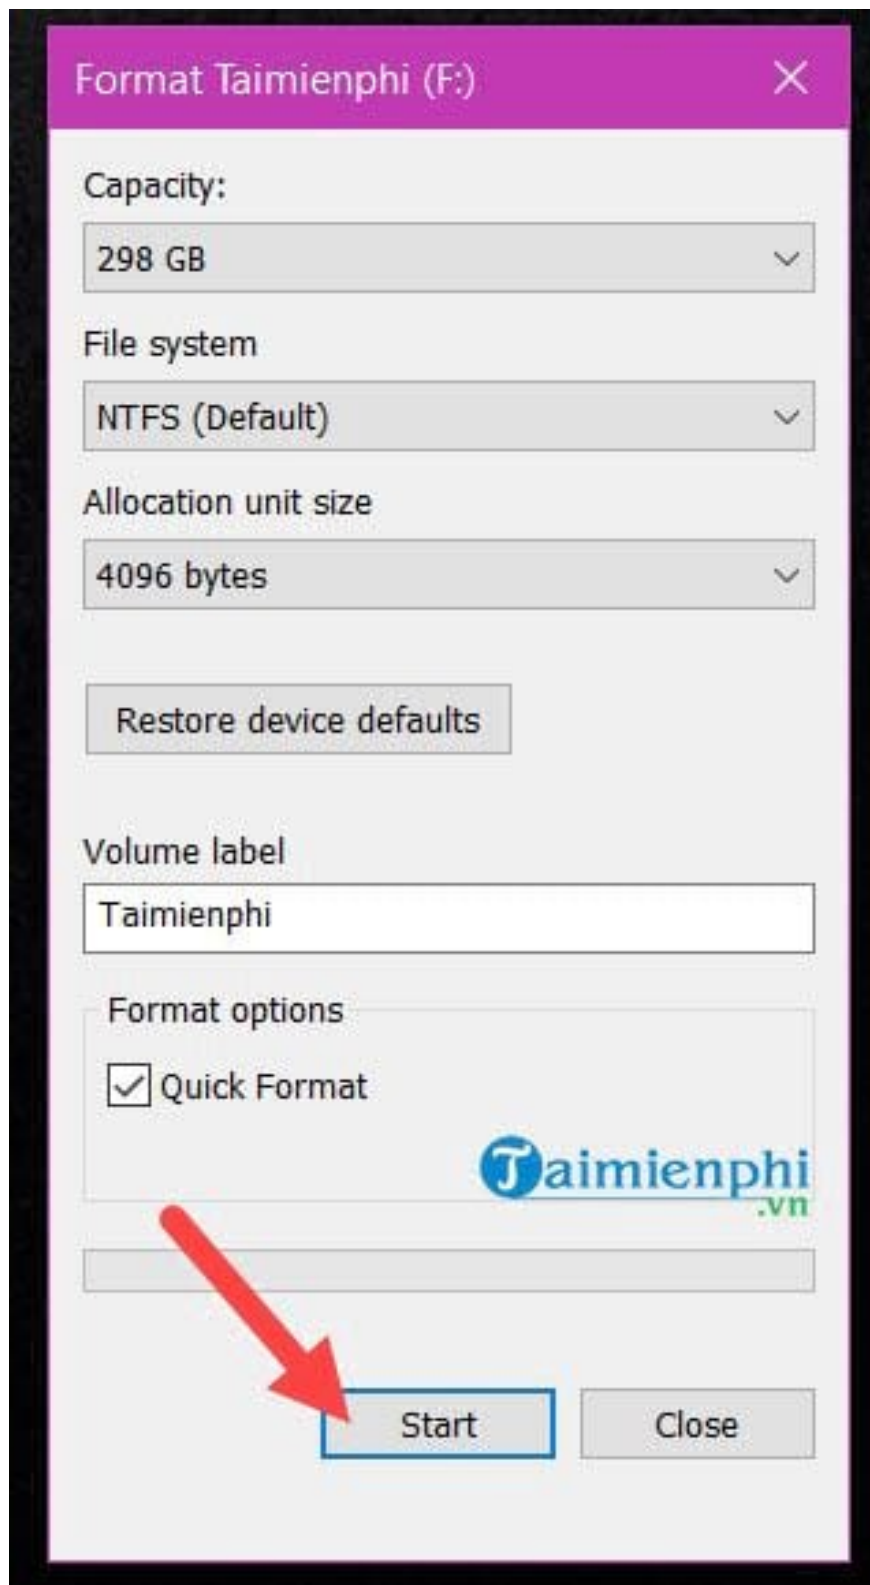 Format Taimienphi (F:)
Capacity:
298 GB
File system
NTFS (Default)
Allocation unit size
4096 bytes
Restore device defaults
Volume label
Taimienphi
Format options
Quick Format
Taimienphi
.vn
Start
Close